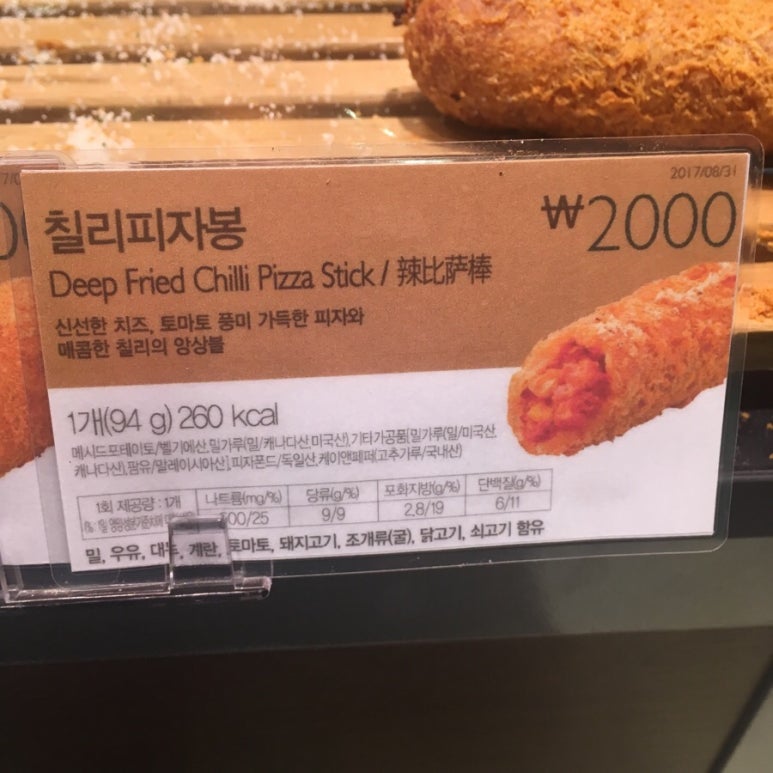 2017/08/31
칠리피자봉
₩2000
Deep Fried Chilli Pizza Stick / 辣比萨棒
신선한 치즈, 토마토 풍미 가득한 피자와
매콤한 칠리의 앙상블
1개(94 g) 260 kcal
메시드포테이토/벨기에산,밀가루(밀/캐나다산,미국산),기타가공품[밀가루(밀/미국산,
캐나다산),팜유/말레이시아산],피자폰드/독일산,케이앤페퍼(고추가루/국내산)
1회 제공량 : 1개 나트륨(mg/%) 당류(g/%) 포화지방(g/%) 단백질(g/%)
00/25 9/9 2.8/19 6/11
밀, 우유, 대두, 계란, 토마토, 돼지고기, 조개류(굴), 닭고기, 쇠고기 함유